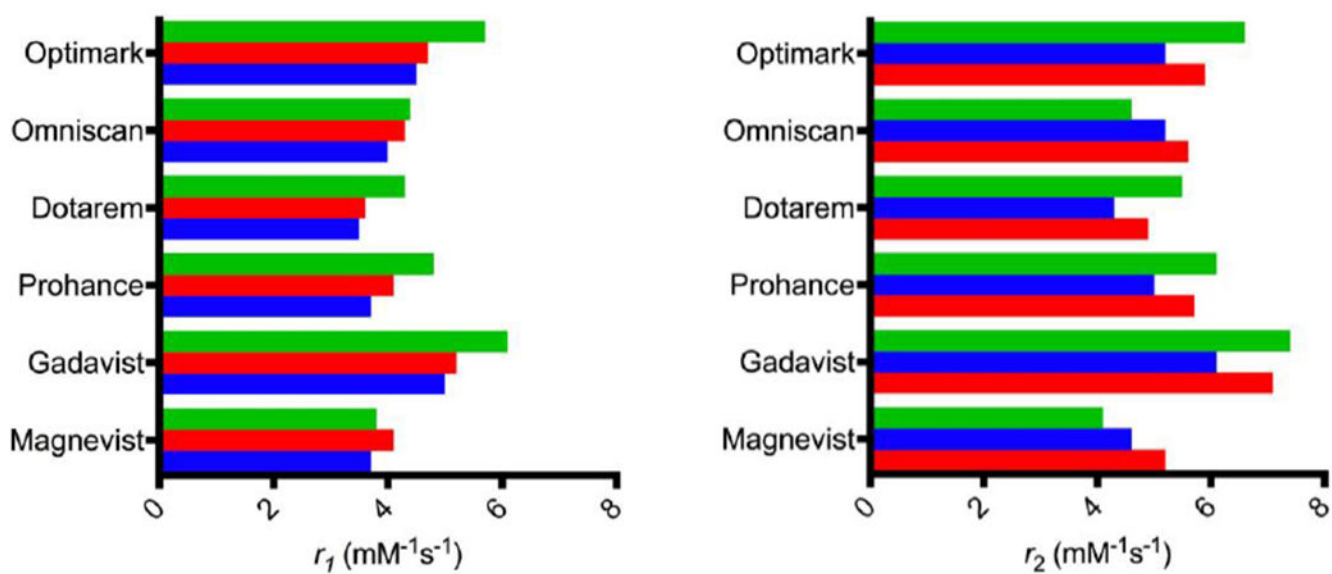 Optimark
Omniscan
Dotarem
Prohance
Gadavist
Magnevist
0 2 4 6 8
r₁ (mM⁻¹s⁻¹)
Optimark
Omniscan
Dotarem
Prohance
Gadavist
Magnevist
0 2 4 6 8
r₂ (mM⁻¹s⁻¹)